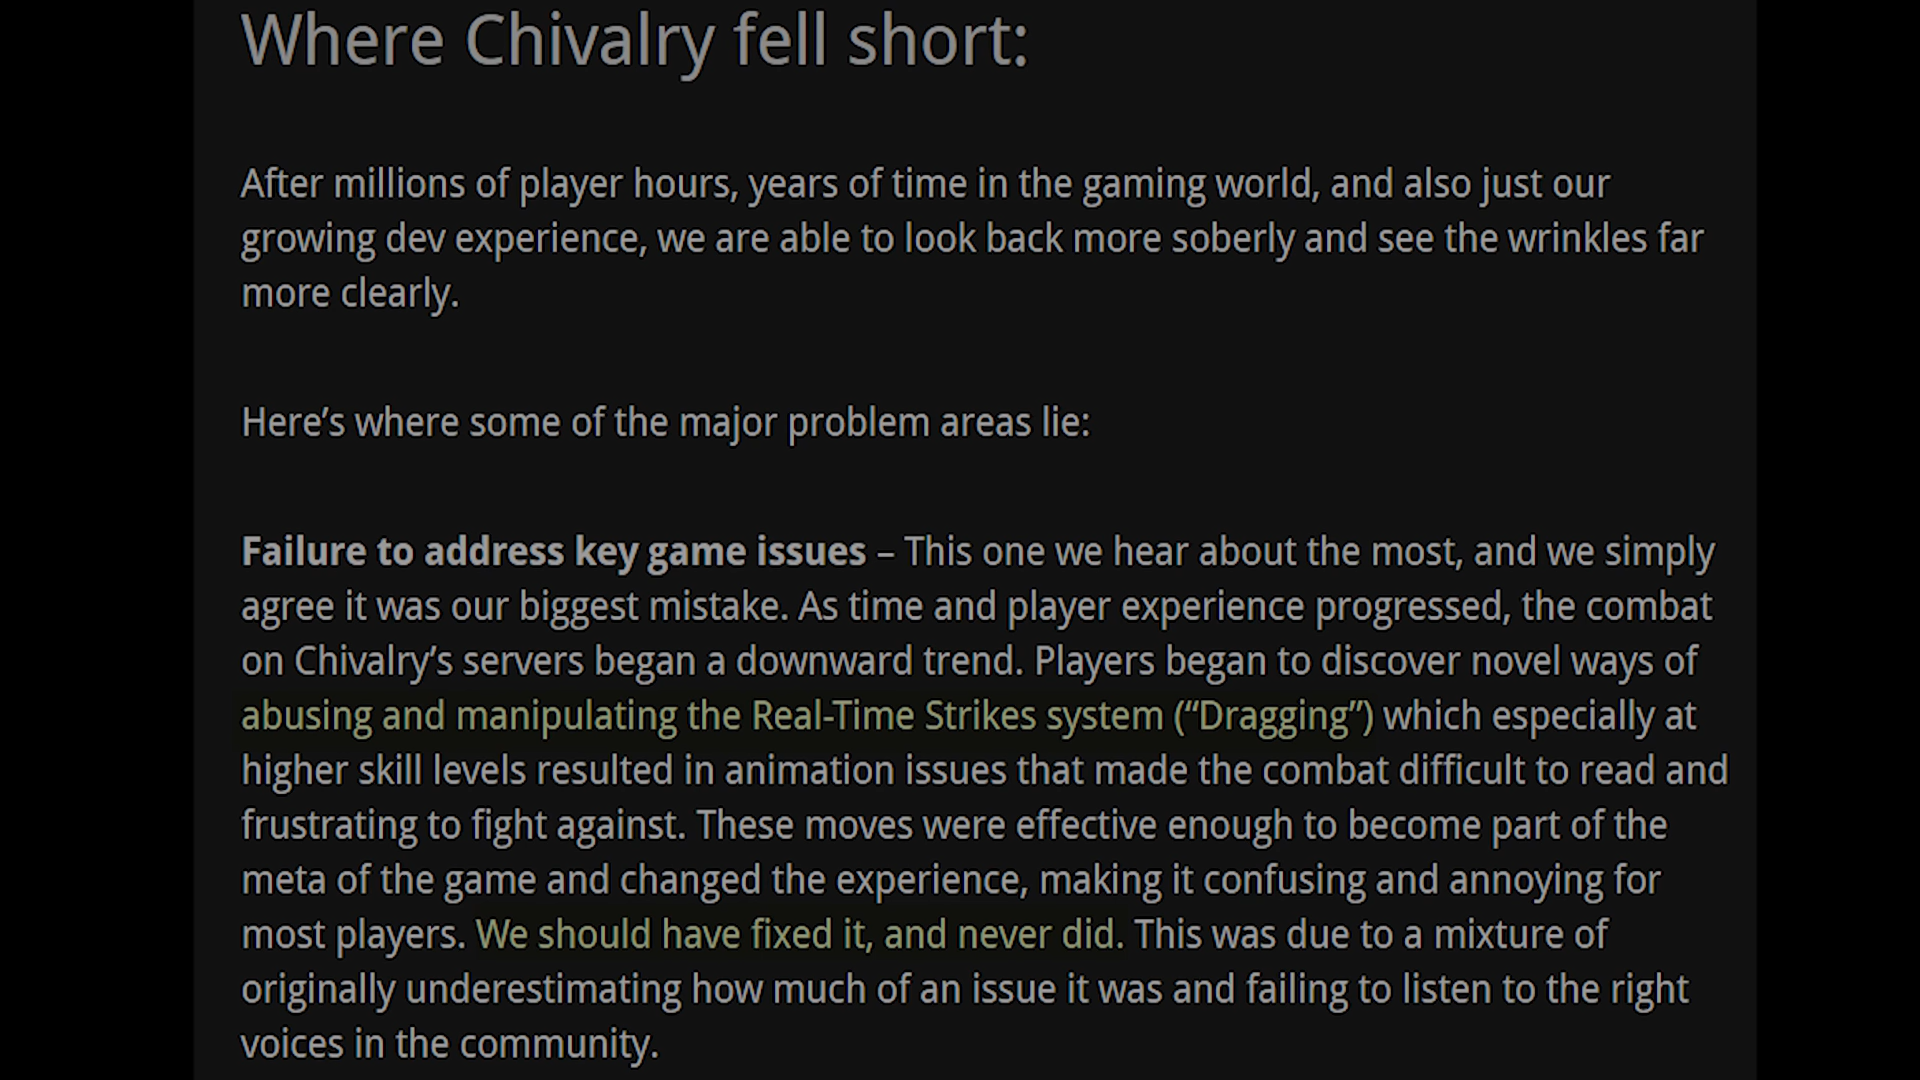 Where Chivalry fell short:
After millions of player hours, years of time in the gaming world, and also just our
growing dev experience, we are able to look back more soberly and see the wrinkles far
more clearly.
Here’s where some of the major problem areas lie:
Failure to address key game issues – This one we hear about the most, and we simply
agree it was our biggest mistake. As time and player experience progressed, the combat
on Chivalry’s servers began a downward trend. Players began to discover novel ways of
abusing and manipulating the Real-Time Strikes system (“Dragging”) which especially at
higher skill levels resulted in animation issues that made the combat difficult to read and
frustrating to fight against. These moves were effective enough to become part of the
meta of the game and changed the experience, making it confusing and annoying for
most players. We should have fixed it, and never did. This was due to a mixture of
originally underestimating how much of an issue it was and failing to listen to the right
voices in the community.